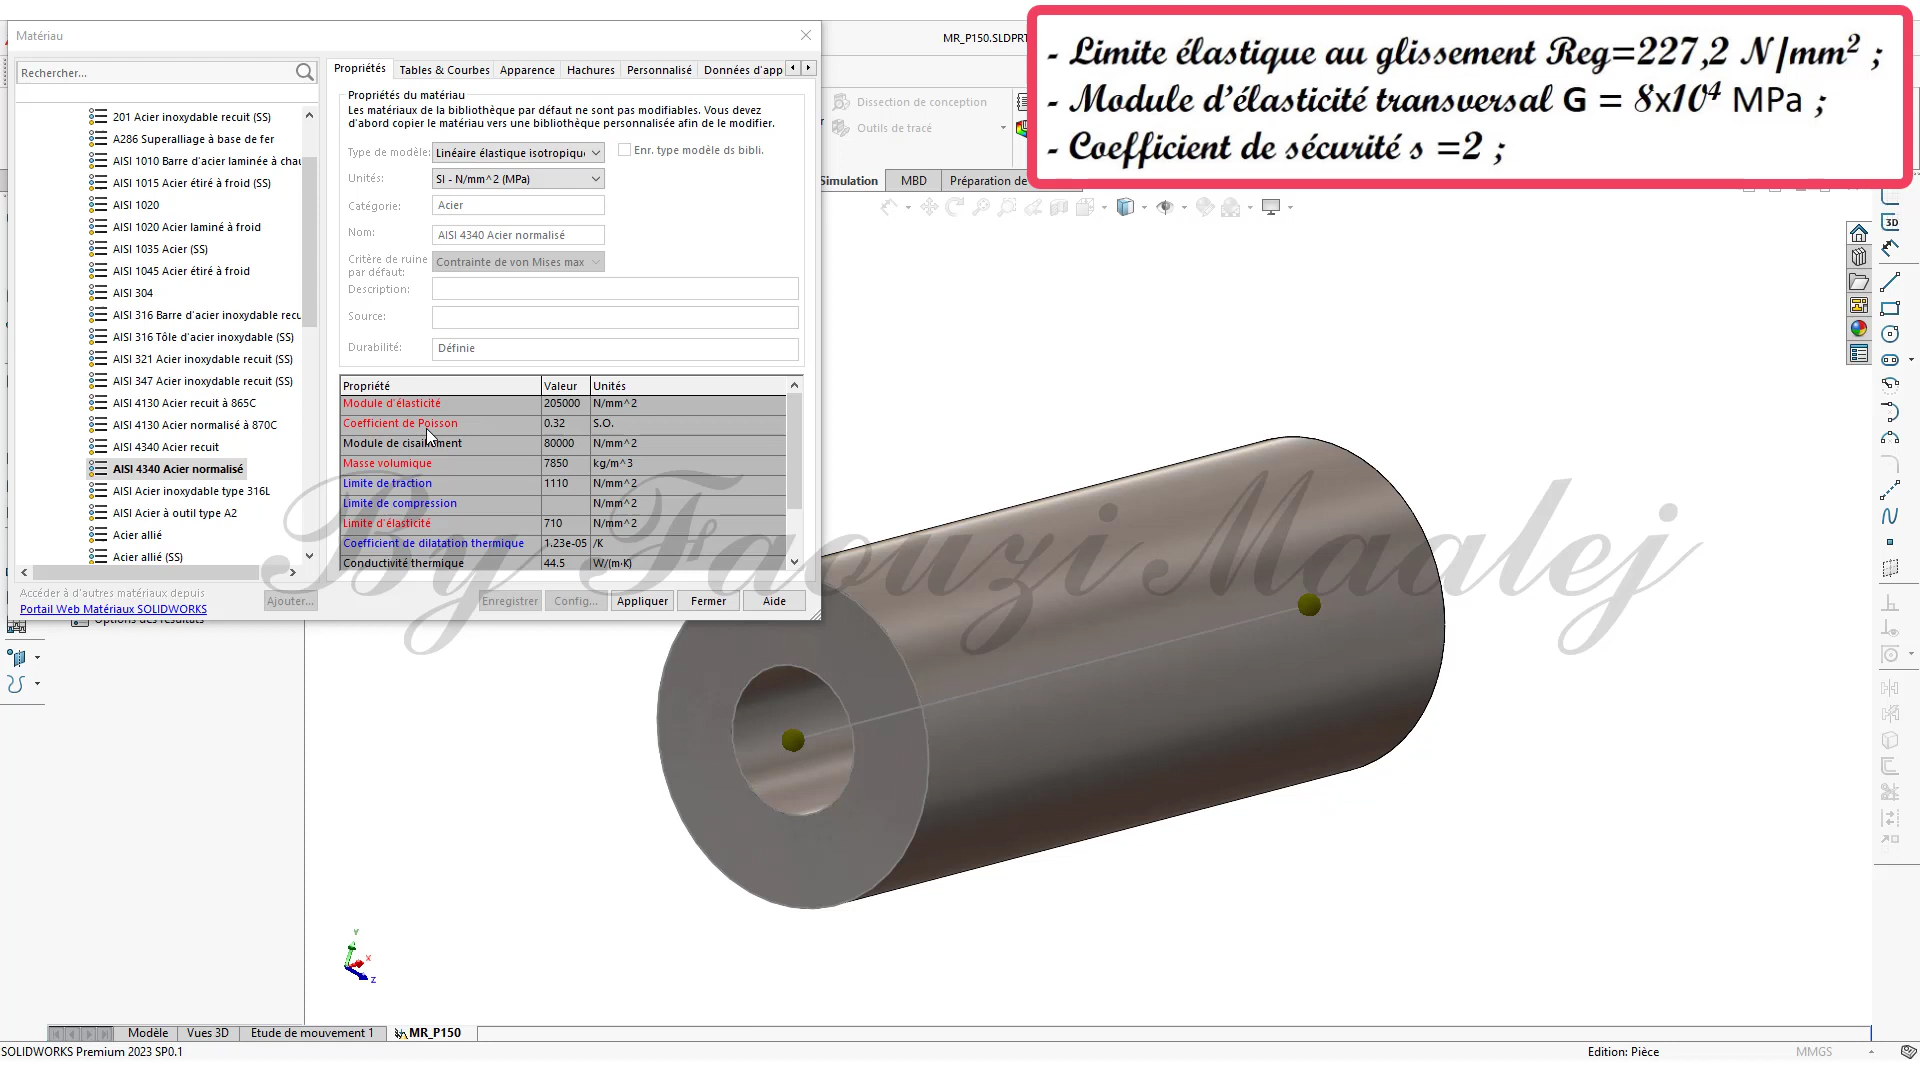 Matériau
MR_P150.SLDPRT
- Limite élastique au glissement Reg=227,2 N/mm² ;
- Module d'élasticité transversal G = 8x10⁴ MPa ;
- Coefficient de sécurité s =2 ;
Rechercher...
Propriétés
Tables & Courbes
Apparence
Hachures
Personnalisé
Données d'app
201 Acier inoxydable recuit (SS)
A286 Superalliage à base de fer
AISI 1010 Barre d'acier laminée à chau
AISI 1015 Acier étiré à froid (SS)
AISI 1020
AISI 1020 Acier laminé à froid
AISI 1035 Acier (SS)
AISI 1045 Acier étiré à froid
AISI 304
AISI 316 Barre d'acier inoxydable recu
AISI 316 Tôle d'acier inoxydable (SS)
AISI 321 Acier inoxydable recuit (SS)
AISI 347 Acier inoxydable recuit (SS)
AISI 4130 Acier recuit à 865C
AISI 4130 Acier normalisé à 870C
AISI 4340 Acier recuit
AISI 4340 Acier normalisé
AISI Acier inoxydable type 316L
AISI Acier à outil type A2
Acier allié
Acier allié (SS)
Accéder à d'autres matériaux depuis
Portail Web Matériaux SOLIDWORKS
Ajouter...
Propriétés du matériau
Les matériaux de la bibliothèque par défaut ne sont pas modifiables. Vous devez
d'abord copier le matériau vers une bibliothèque personnalisée afin de le modifier.
Type de modèle: Linéaire élastique isotropique
Enr. type modèle ds bibli.
Unités: SI - N/mm^2 (MPa)
Catégorie: Acier
Nom: AISI 4340 Acier normalisé
Critère de ruine
par défaut: Contrainte de von Mises max
Description:
Source:
Durabilité: Définie
Propriété Valeur Unités
Module d'élasticité 205000 N/mm^2
Coefficient de Poisson 0.32 S.O.
Module de cisaillement 80000 N/mm^2
Masse volumique 7850 kg/m^3
Limite de traction 1110 N/mm^2
Limite de compression N/mm^2
Limite d'élasticité 710 N/mm^2
Coefficient de dilatation thermique 1.23e-05 /K
Conductivité thermique 44.5 W/(m·K)
Enregistrer
Config...
Appliquer
Fermer
Aide
Dissection de conception
Outils de tracé
Simulation
MBD
Préparation de
3D
Options des résultats
By Faouzi Maalej
Y
X
Z
Modèle
Vues 3D
Etude de mouvement 1
MR_P150
SOLIDWORKS Premium 2023 SP0.1
Edition: Pièce
MMGS